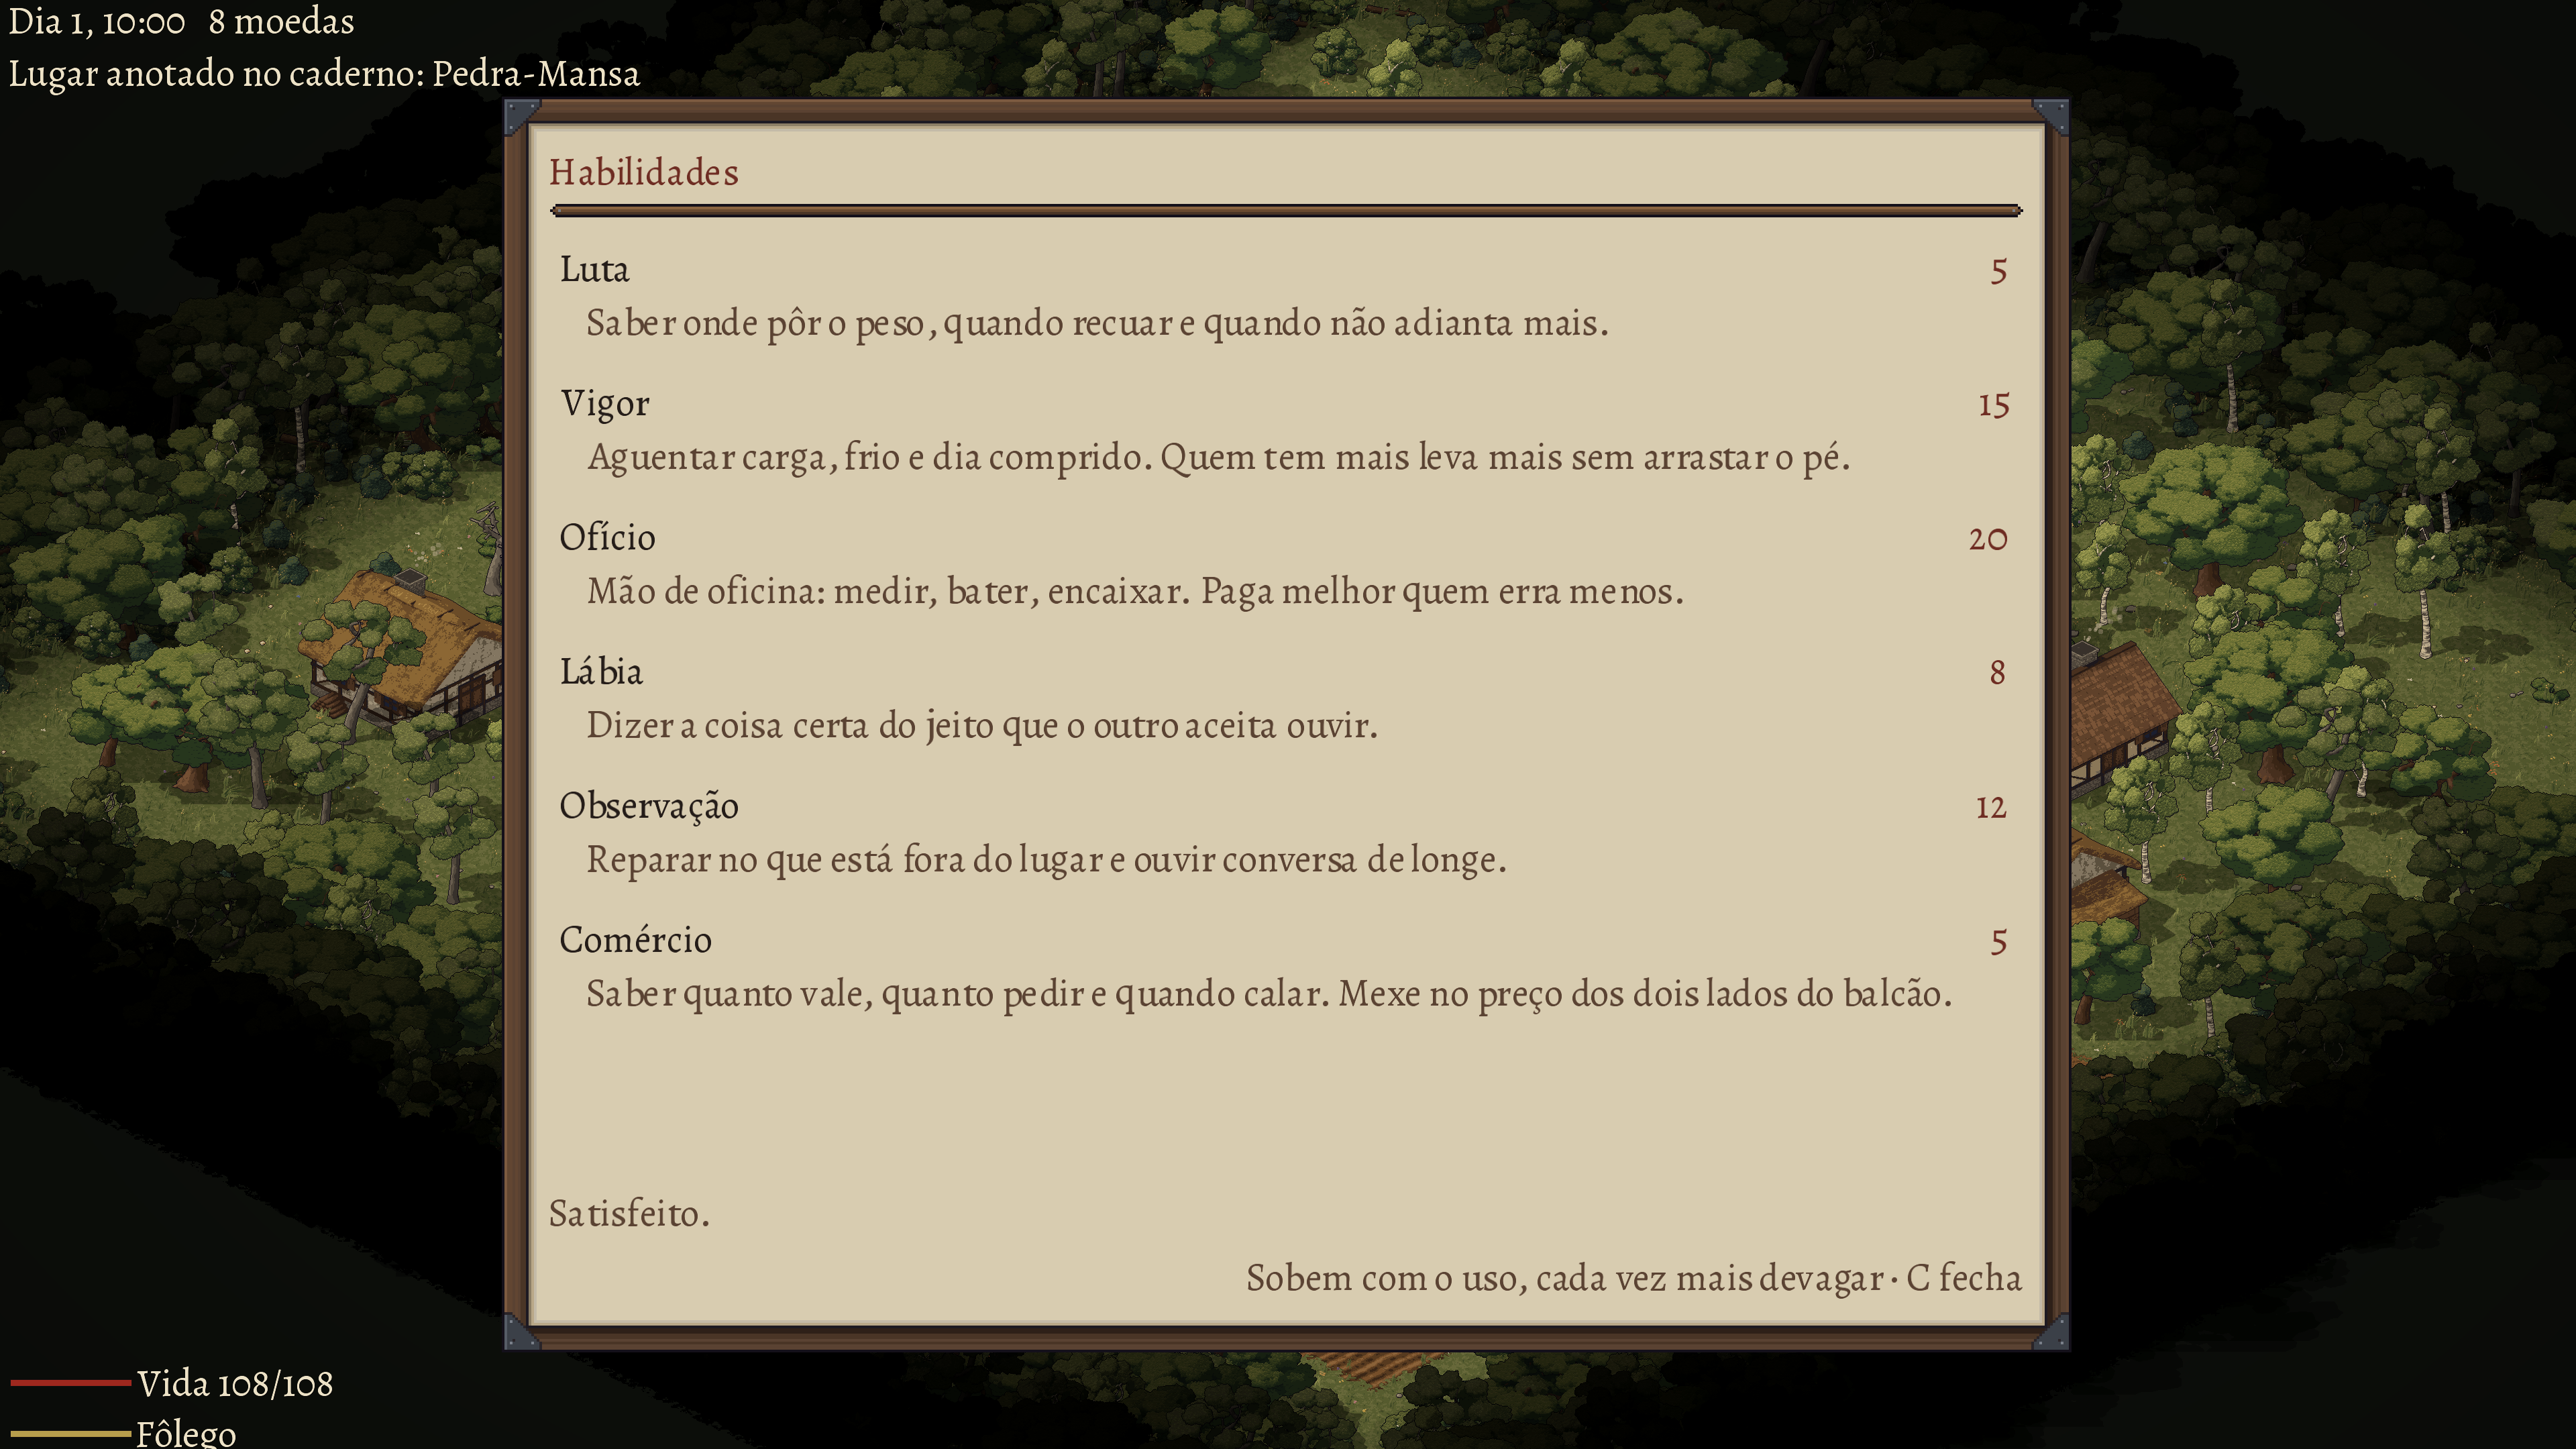 Dia 1, 10:00 8 moedas
Lugar anotado no caderno: Pedra-Mansa
Habilidades
Luta 5
Saber onde pôr o peso, quando recuar e quando não adianta mais.
Vigor 15
Aguentar carga, frio e dia comprido. Quem tem mais leva mais sem arrastar o pé.
Ofício 20
Mão de oficina: medir, bater, encaixar. Paga melhor quem erra menos.
Lábia 8
Dizer a coisa certa do jeito que o outro aceita ouvir.
Observação 12
Reparar no que está fora do lugar e ouvir conversa de longe.
Comércio 5
Saber quanto vale, quanto pedir e quando calar. Mexe no preço dos dois lados do balcão.
Satisfeito.
Sobem com o uso, cada vez mais devagar · C fecha
Vida 108/108
Fôlego